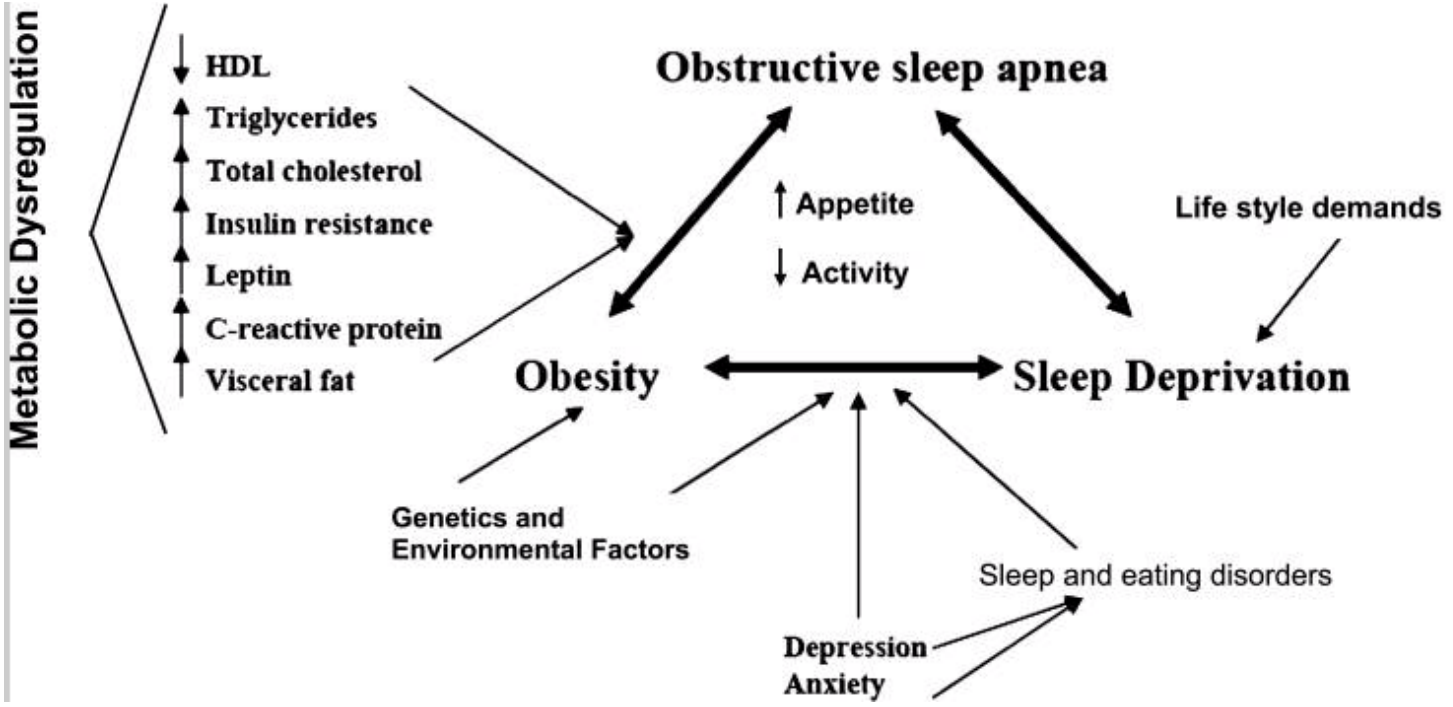 Metabolic Dysregulation
HDL
Triglycerides
Total cholesterol
Insulin resistance
Leptin
C-reactive protein
Visceral fat
Obstructive sleep apnea
Appetite
Activity
Life style demands
Obesity
Sleep Deprivation
Genetics and
Environmental Factors
Sleep and eating disorders
Depression
Anxiety